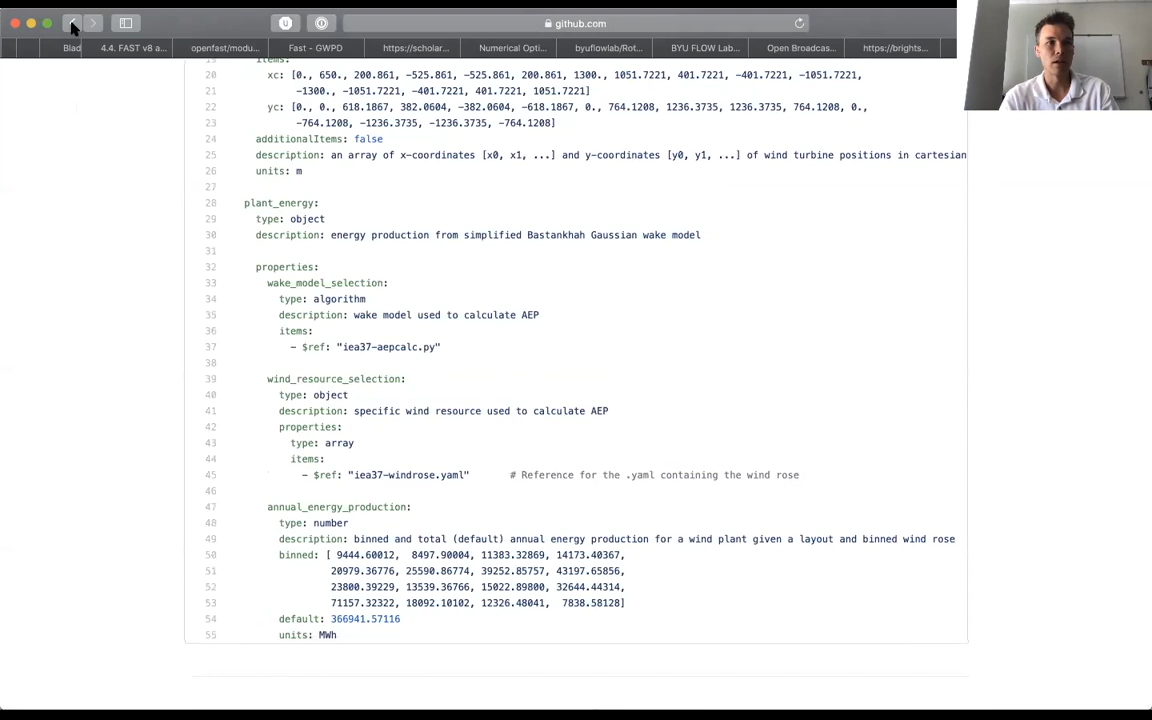 github.com
Blad
4.4. FAST v8 a...
openfast/modu...
Fast - GWPD
https://scholar...
Numerical Opti...
byuflowlab/Rot...
BYU FLOW Lab...
Open Broadcas...
https://brights...
19 items:
20 xc: [0., 650., 200.861, -525.861, -525.861, 200.861, 1300., 1051.7221, 401.7221, -401.7221, -1051.7221,
21 -1300., -1051.7221, -401.7221, 401.7221, 1051.7221]
22 yc: [0., 0., 618.1867, 382.0604, -382.0604, -618.1867, 0., 764.1208, 1236.3735, 1236.3735, 764.1208, 0.,
23 -764.1208, -1236.3735, -1236.3735, -764.1208]
24 additionalItems: false
25 description: an array of x-coordinates [x0, x1, ...] and y-coordinates [y0, y1, ...] of wind turbine positions in cartesian
26 units: m
27
28 plant_energy:
29 type: object
30 description: energy production from simplified Bastankhah Gaussian wake model
31
32 properties:
33 wake_model_selection:
34 type: algorithm
35 description: wake model used to calculate AEP
36 items:
37 - $ref: "iea37-aepcalc.py"
38
39 wind_resource_selection:
40 type: object
41 description: specific wind resource used to calculate AEP
42 properties:
43 type: array
44 items:
45 - $ref: "iea37-windrose.yaml" # Reference for the .yaml containing the wind rose
46
47 annual_energy_production:
48 type: number
49 description: binned and total (default) annual energy production for a wind plant given a layout and binned wind rose
50 binned: [ 9444.60012, 8497.90004, 11383.32869, 14173.40367,
51 20979.36776, 25590.86774, 39252.85757, 43197.65856,
52 23800.39229, 13539.36766, 15022.89800, 32644.44314,
53 71157.32322, 18092.10102, 12326.48041, 7838.58128]
54 default: 366941.57116
55 units: MWh